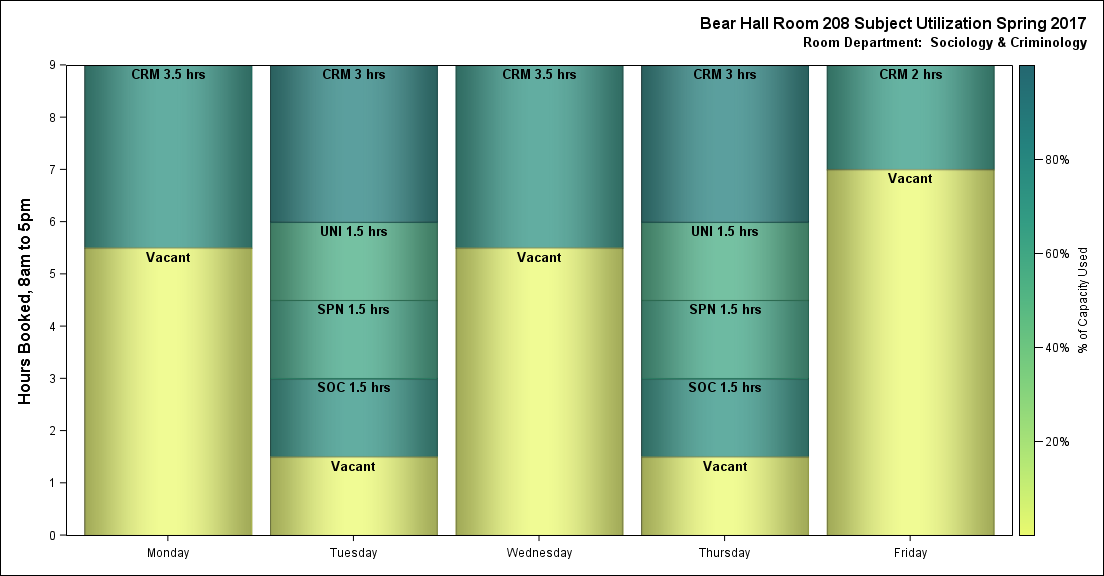 Bear Hall Room 208 Subject Utilization Spring 2017
Room Department:  Sociology & Criminology
Hours Booked, 8am to 5pm
9
8
7
6
5
4
3
2
1
0
CRM 3.5 hrs
Vacant
CRM 3 hrs
UNI 1.5 hrs
SPN 1.5 hrs
SOC 1.5 hrs
Vacant
CRM 3.5 hrs
Vacant
CRM 3 hrs
UNI 1.5 hrs
SPN 1.5 hrs
SOC 1.5 hrs
Vacant
CRM 2 hrs
Vacant
Monday
Tuesday
Wednesday
Thursday
Friday
80%
60%
40%
20%
% of Capacity Used